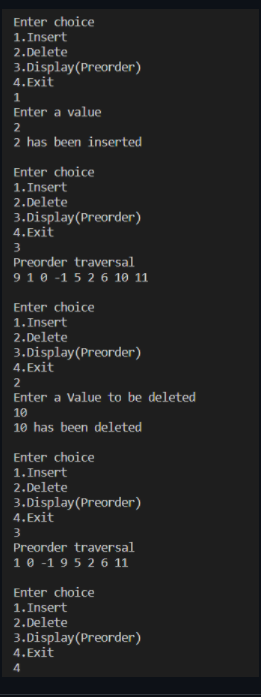 Enter choice
1.Insert
2.Delete
3.Display(Preorder)
4.Exit
1
Enter a value
2
2 has been inserted
Enter choice
1.Insert
2.Delete
3.Display(Preorder)
4.Exit
3
Preorder traversal
9 1 0 -1 5 2 6 10 11
Enter choice
1.Insert
2.Delete
3.Display(Preorder)
4.Exit
2
Enter a Value to be deleted
10
10 has been deleted
Enter choice
1.Insert
2.Delete
3.Display(Preorder)
4.Exit
3
Preorder traversal
1 0 -1 9 5 2 6 11
Enter choice
1.Insert
2.Delete
3.Display(Preorder)
4.Exit
4